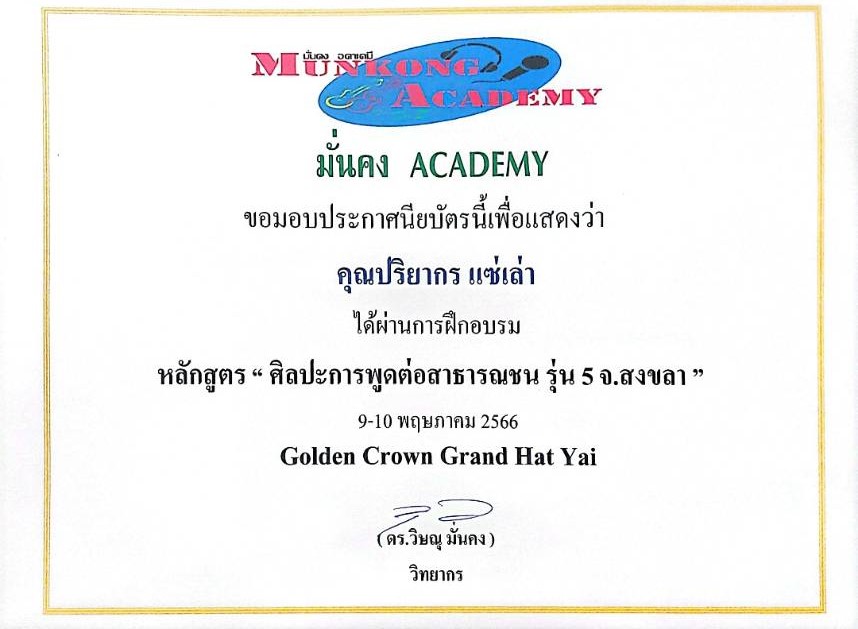 มั่นคง อคาเดมี
MUNKONG
ACADEMY
มั่นคง ACADEMY
ขอมอบประกาศนียบัตรนี้เพื่อแสดงว่า
คุณปริยากร แซ่เล่า
ได้ผ่านการฝึกอบรม
หลักสูตร “ ศิลปะการพูดต่อสาธารณชน รุ่น 5 จ.สงขลา ”
9-10 พฤษภาคม 2566
Golden Crown Grand Hat Yai
( ดร.วิษณุ มั่นคง )
วิทยากร